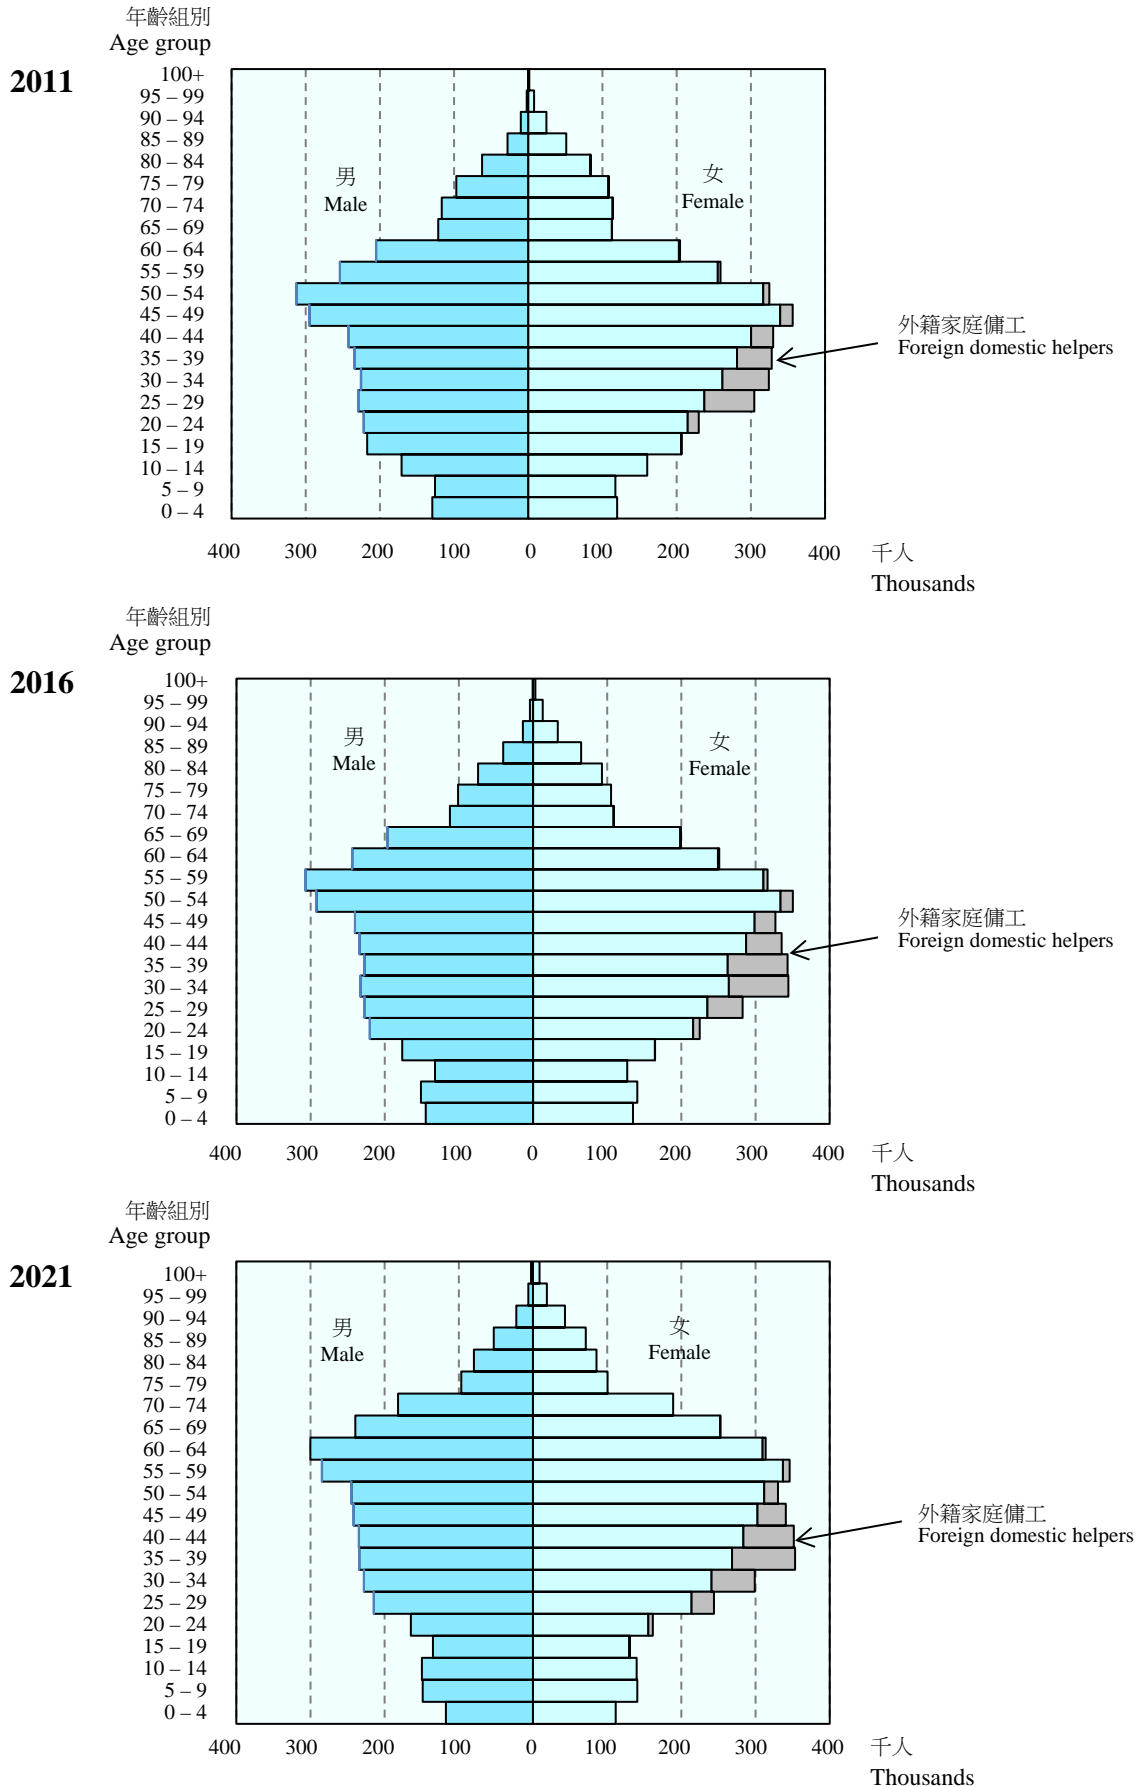 年齡組別
Age group
2011
100+
95 – 99
90 – 94
85 – 89
80 – 84
75 – 79
70 – 74
65 – 69
60 – 64
55 – 59
50 – 54
45 – 49
40 – 44
35 – 39
30 – 34
25 – 29
20 – 24
15 – 19
10 – 14
5 – 9
0 – 4
男
Male
女
Female
外籍家庭傭工
Foreign domestic helpers
400 300 200 100 0 100 200 300 400 千人
Thousands
年齡組別
Age group
2016
100+
95 – 99
90 – 94
85 – 89
80 – 84
75 – 79
70 – 74
65 – 69
60 – 64
55 – 59
50 – 54
45 – 49
40 – 44
35 – 39
30 – 34
25 – 29
20 – 24
15 – 19
10 – 14
5 – 9
0 – 4
男
Male
女
Female
外籍家庭傭工
Foreign domestic helpers
400 300 200 100 0 100 200 300 400 千人
Thousands
年齡組別
Age group
2021
100+
95 – 99
90 – 94
85 – 89
80 – 84
75 – 79
70 – 74
65 – 69
60 – 64
55 – 59
50 – 54
45 – 49
40 – 44
35 – 39
30 – 34
25 – 29
20 – 24
15 – 19
10 – 14
5 – 9
0 – 4
男
Male
女
Female
外籍家庭傭工
Foreign domestic helpers
400 300 200 100 0 100 200 300 400 千人
Thousands